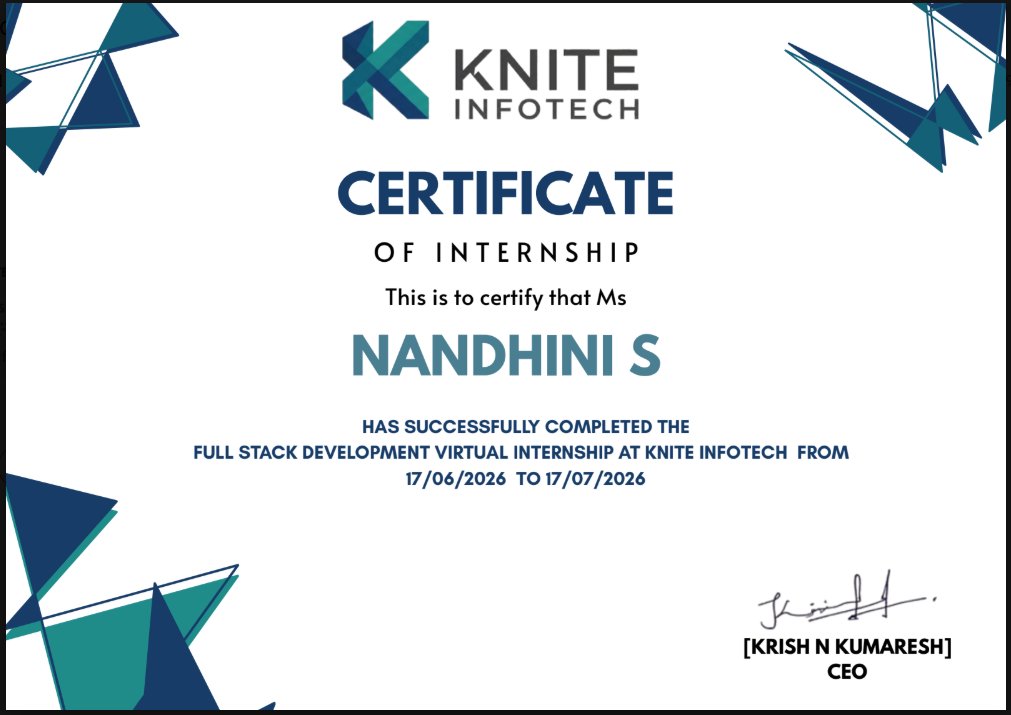 KNITE
INFOTECH
CERTIFICATE
OF INTERNSHIP
This is to certify that Ms
NANDHINI S
HAS SUCCESSFULLY COMPLETED THE
FULL STACK DEVELOPMENT VIRTUAL INTERNSHIP AT KNITE INFOTECH FROM
17/06/2026 TO 17/07/2026
[KRISH N KUMARESH]
CEO